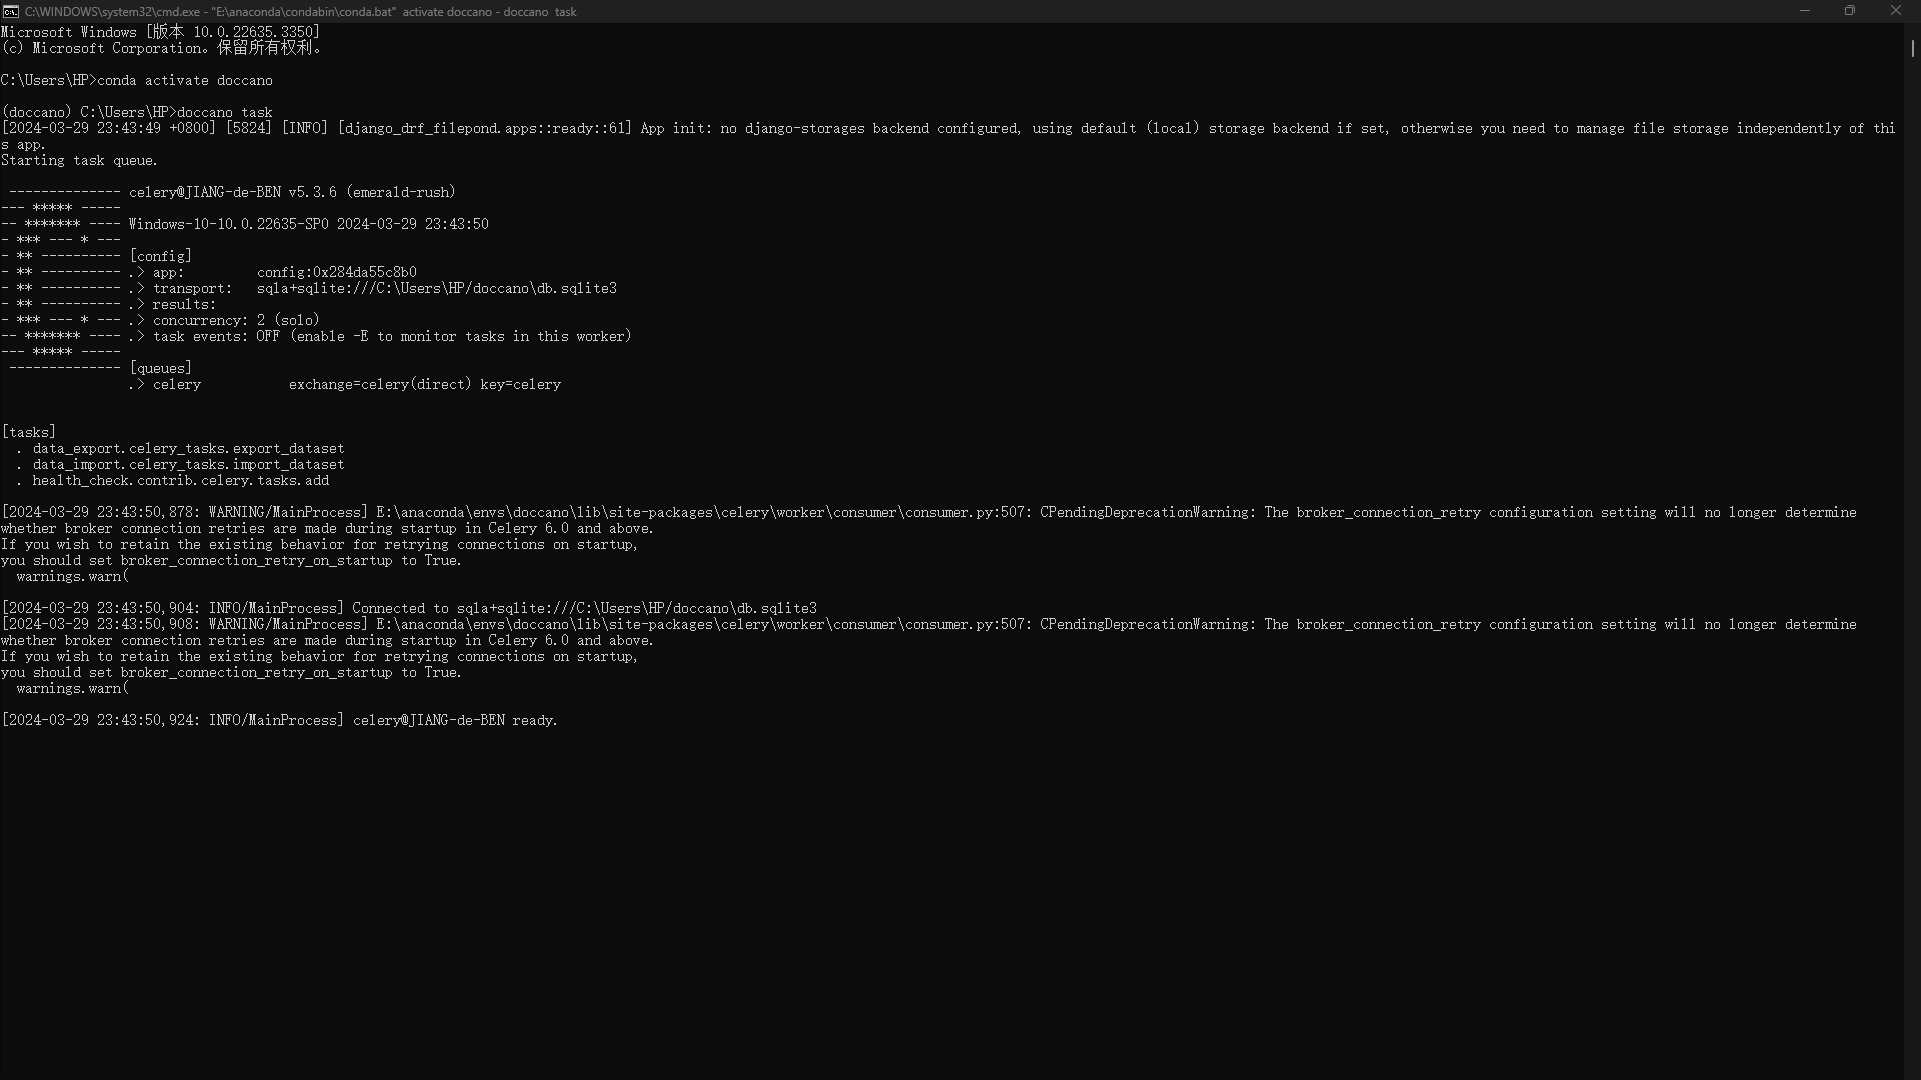 C:\WINDOWS\system32\cmd.exe - "E:\anaconda\condabin\conda.bat"  activate doccano - doccano  task
Microsoft Windows [版本 10.0.22635.3350]
(c) Microsoft Corporation。保留所有权利。
C:\Users\HP>conda activate doccano
(doccano) C:\Users\HP>doccano task
[2024-03-29 23:43:49 +0800] [5824] [INFO] [django_drf_filepond.apps::ready::61] App init: no django-storages backend configured, using default (local) storage backend if set, otherwise you need to manage file storage independently of thi
s app.
Starting task queue.
 -------------- celery@JIANG-de-BEN v5.3.6 (emerald-rush)
--- ***** -----
-- ******* ---- Windows-10-10.0.22635-SP0 2024-03-29 23:43:50
- *** --- * ---
- ** ---------- [config]
- ** ---------- .> app:         config:0x284da55c8b0
- ** ---------- .> transport:   sqla+sqlite:///C:\Users\HP/doccano\db.sqlite3
- ** ---------- .> results:
- *** --- * --- .> concurrency: 2 (solo)
-- ******* ---- .> task events: OFF (enable -E to monitor tasks in this worker)
--- ***** -----
 -------------- [queues]
                .> celery           exchange=celery(direct) key=celery
[tasks]
  . data_export.celery_tasks.export_dataset
  . data_import.celery_tasks.import_dataset
  . health_check.contrib.celery.tasks.add
[2024-03-29 23:43:50,878: WARNING/MainProcess] E:\anaconda\envs\doccano\lib\site-packages\celery\worker\consumer\consumer.py:507: CPendingDeprecationWarning: The broker_connection_retry configuration setting will no longer determine
whether broker connection retries are made during startup in Celery 6.0 and above.
If you wish to retain the existing behavior for retrying connections on startup,
you should set broker_connection_retry_on_startup to True.
  warnings.warn(
[2024-03-29 23:43:50,904: INFO/MainProcess] Connected to sqla+sqlite:///C:\Users\HP/doccano\db.sqlite3
[2024-03-29 23:43:50,908: WARNING/MainProcess] E:\anaconda\envs\doccano\lib\site-packages\celery\worker\consumer\consumer.py:507: CPendingDeprecationWarning: The broker_connection_retry configuration setting will no longer determine
whether broker connection retries are made during startup in Celery 6.0 and above.
If you wish to retain the existing behavior for retrying connections on startup,
you should set broker_connection_retry_on_startup to True.
  warnings.warn(
[2024-03-29 23:43:50,924: INFO/MainProcess] celery@JIANG-de-BEN ready.